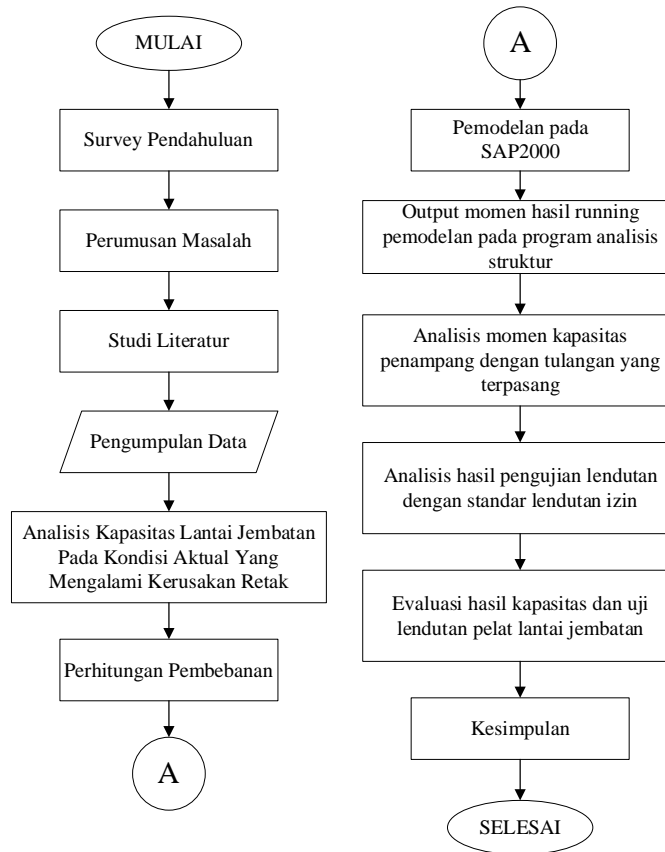 MULAI
Survey Pendahuluan
Perumusan Masalah
Studi Literatur
Pengumpulan Data
Analisis Kapasitas Lantai Jembatan
Pada Kondisi Aktual Yang
Mengalami Kerusakan Retak
Perhitungan Pembebanan
A
A
Pemodelan pada
SAP2000
Output momen hasil running
pemodelan pada program analisis
struktur
Analisis momen kapasitas
penampang dengan tulangan yang
terpasang
Analisis hasil pengujian lendutan
dengan standar lendutan izin
Evaluasi hasil kapasitas dan uji
lendutan pelat lantai jembatan
Kesimpulan
SELESAI